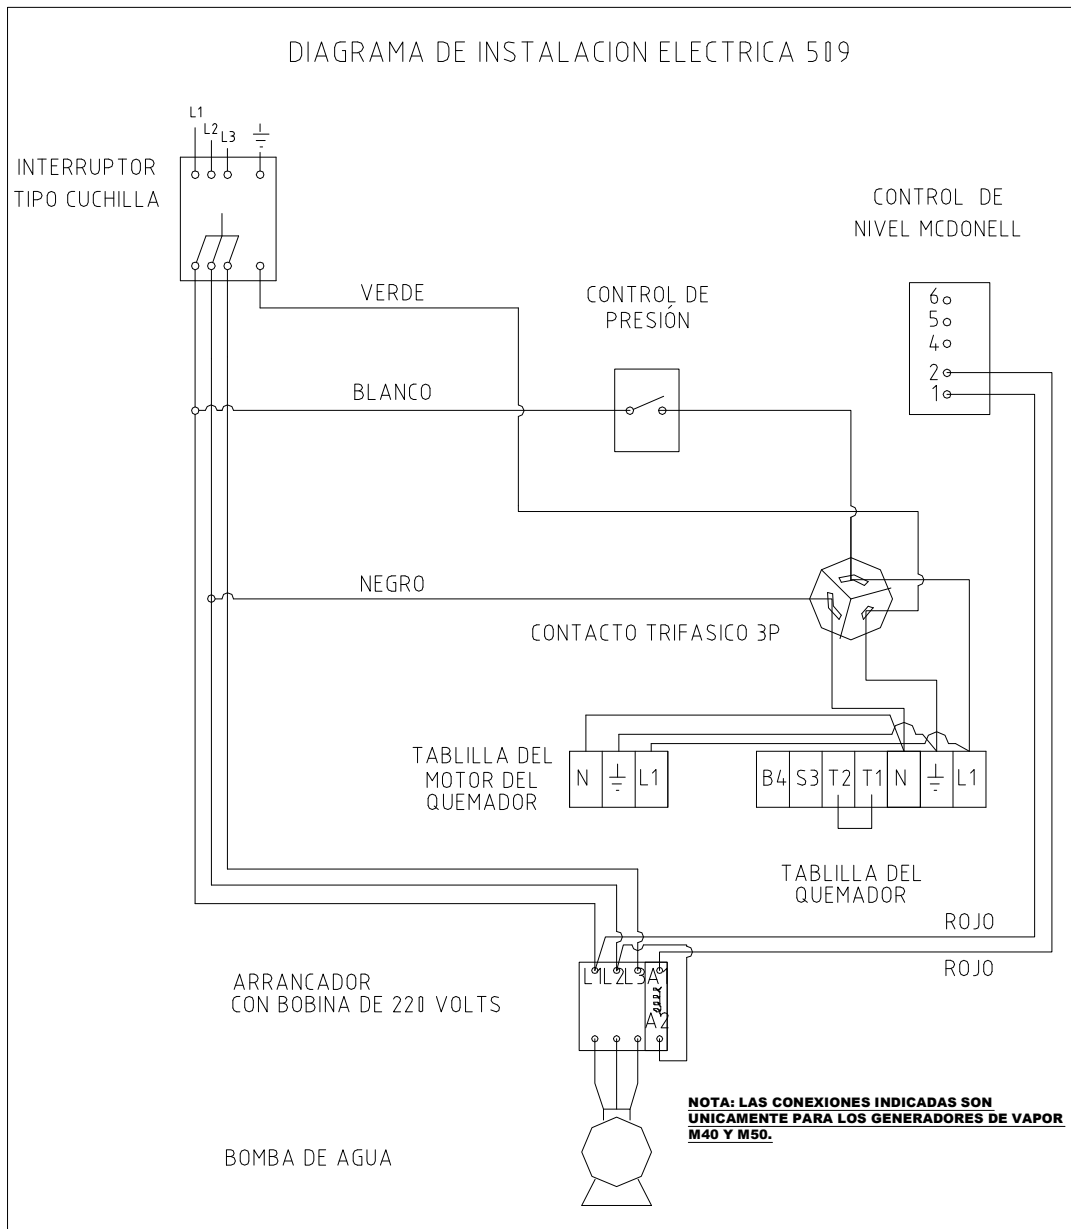 DIAGRAMA DE INSTALACION ELECTRICA 509
L1
L2
L3
INTERRUPTOR
TIPO CUCHILLA
CONTROL DE
NIVEL MCDONELL
6
5
4
2
1
VERDE
CONTROL DE
PRESIÓN
BLANCO
NEGRO
CONTACTO TRIFASICO 3P
TABLILLA DEL
MOTOR DEL
QUEMADOR
N L1
B4 S3 T2 T1 N L1
TABLILLA DEL
QUEMADOR
ROJO
ROJO
ARRANCADOR
CON BOBINA DE 220 VOLTS
L1 L2 L3 A1
A2
NOTA: LAS CONEXIONES INDICADAS SON
UNICAMENTE PARA LOS GENERADORES DE VAPOR
M40 Y M50.
BOMBA DE AGUA